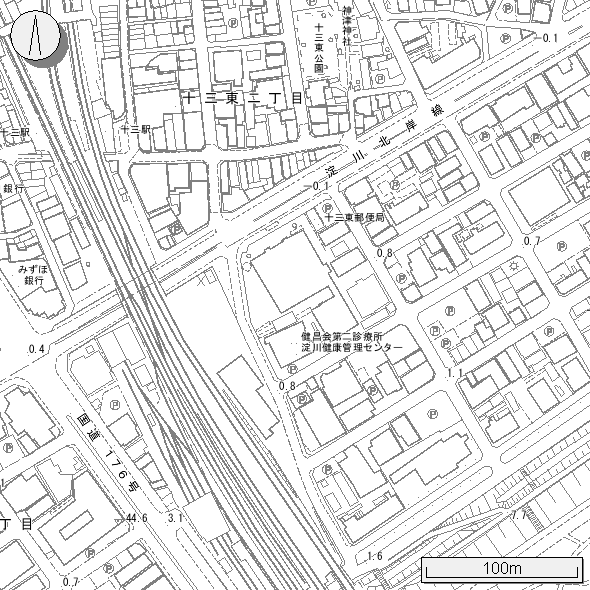 神津神社
十三東公園
-0.1
十三東二丁目
十三駅
十三駅
淀川北岸線
銀行
-0.1
十三東郵便局
0.7
0.8
みずほ
銀行
健昌会第二診療所
淀川健康管理センター
0.4
1.1
0.8
国道176号
丁目
44.6
3.1
7.7
1.6
0.7
100m